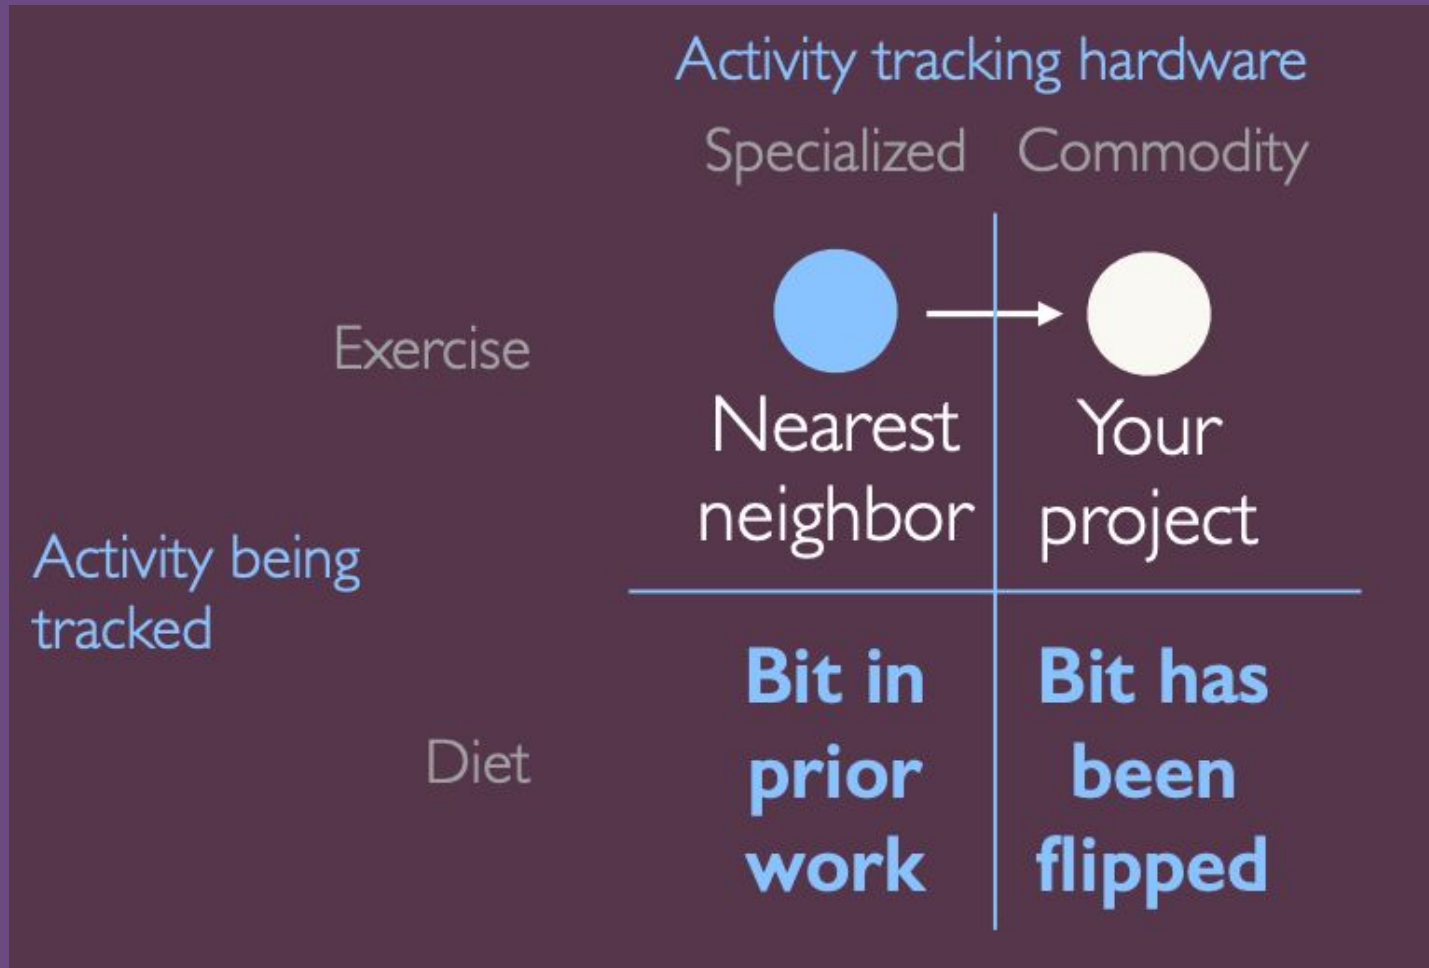 Activity tracking hardware
Specialized Commodity
Exercise
Nearest
neighbor
Your
project
Activity being
tracked
Diet
Bit in
prior
work
Bit has
been
flipped